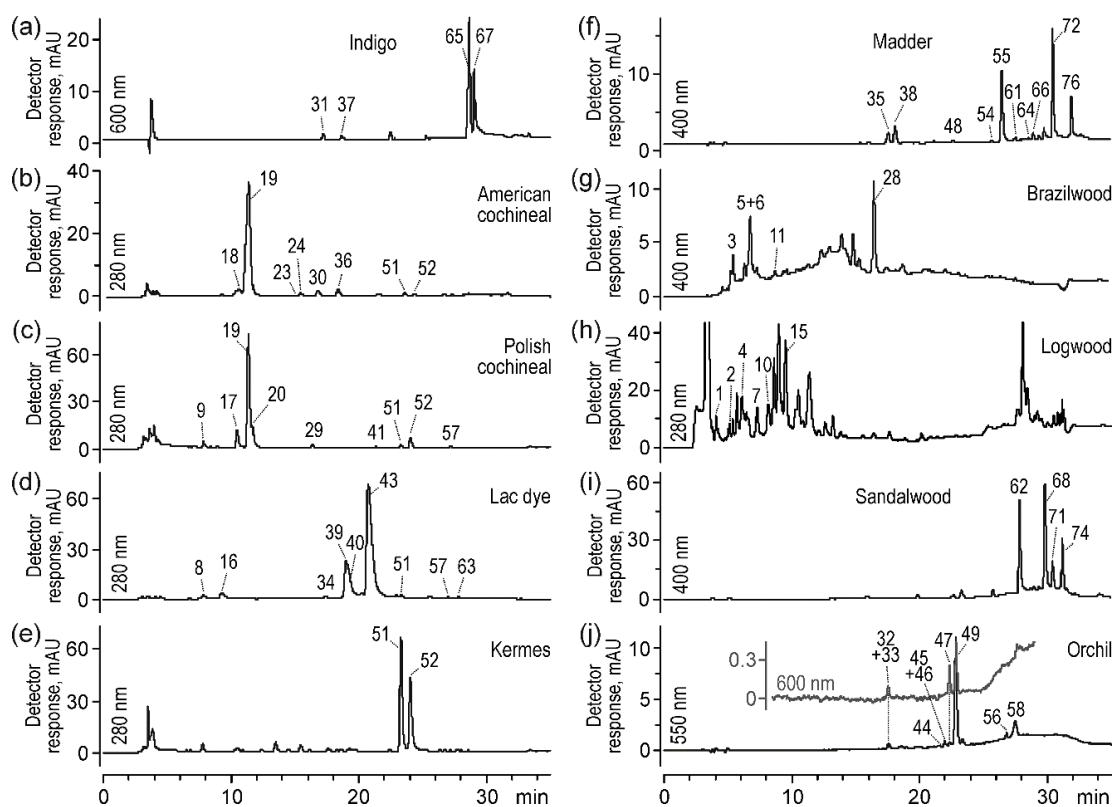 (a)
Detector
response, mAU
20
10
0
600 nm
Indigo
31
37
65
67
(b)
Detector
response, mAU
40
20
0
280 nm
American
cochineal
18
19
23
24
30
36
51
52
(c)
Detector
response, mAU
60
30
0
280 nm
Polish
cochineal
9
17
19
20
29
41
51
52
57
(d)
Detector
response, mAU
60
30
0
280 nm
Lac dye
8
16
34
39
40
43
51
57
63
(e)
Detector
response, mAU
60
30
0
280 nm
Kermes
51
52
0 10 20 30 min
(f)
Detector
response, mAU
10
0
400 nm
Madder
35
38
48
54
55
61
64
66
72
76
(g)
Detector
response, mAU
10
5
0
400 nm
Brazilwood
3
5+6
11
28
(h)
Detector
response, mAU
40
20
0
280 nm
Logwood
1
2
4
7
10
15
(i)
Detector
response, mAU
60
30
0
400 nm
Sandalwood
62
68
71
74
(j)
Detector
response, mAU
10
5
0
550 nm
Orchil
0.3
0
600 nm
32
+33
44
45
+46
47
49
56
58
0 10 20 30 min